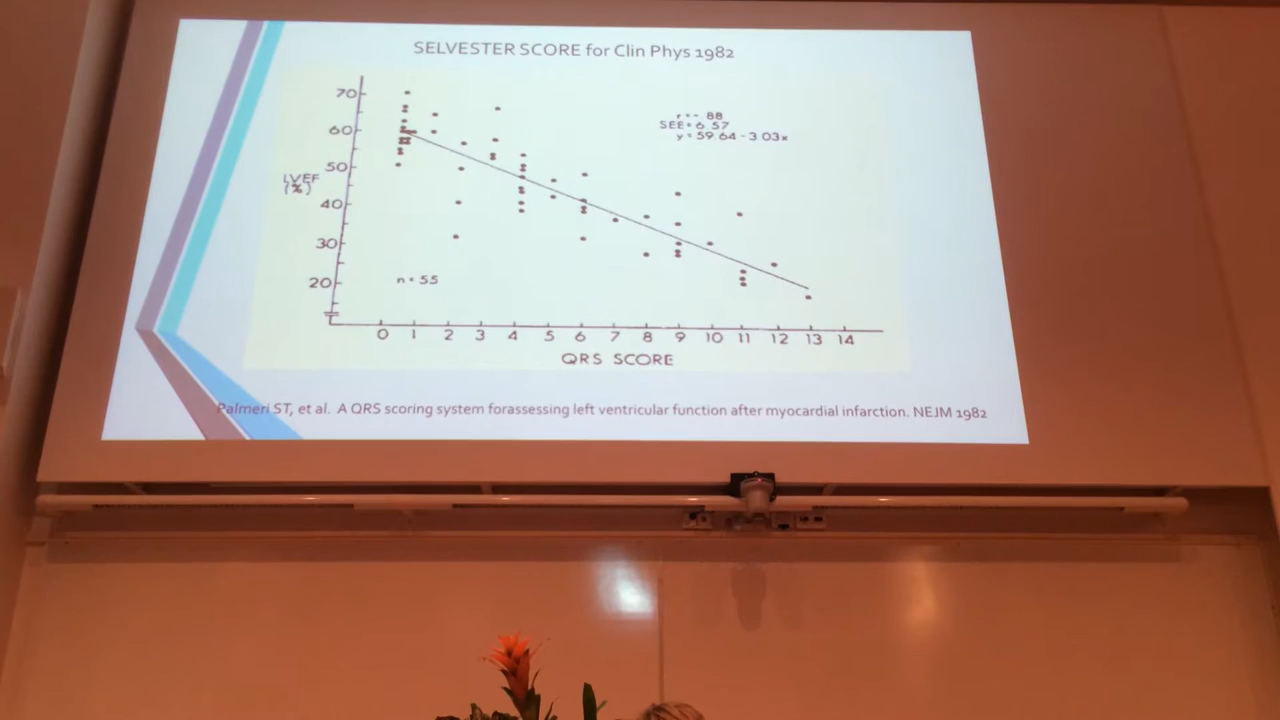 SELVESTER SCORE for Clin Phys 1982
70
60
50
LVEF
(%)
40
30
20
r = - .88
SEE = 6.57
y = 59.64 - 3.03x
n = 55
0 1 2 3 4 5 6 7 8 9 10 11 12 13 14
QRS SCORE
Palmeri ST, et al. A QRS scoring system forassessing left ventricular function after myocardial infarction. NEJM 1982